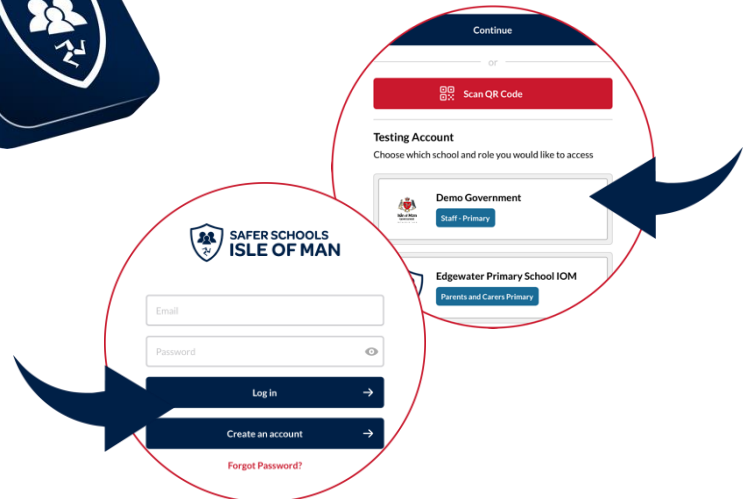 Continue
or
Scan QR Code
Testing Account
Choose which school and role you would like to access
Demo Government
Staff - Primary
Edgewater Primary School IOM
Parents and Carers Primary
SAFER SCHOOLS
ISLE OF MAN
Email
Password
Log in
Create an account
Forgot Password?